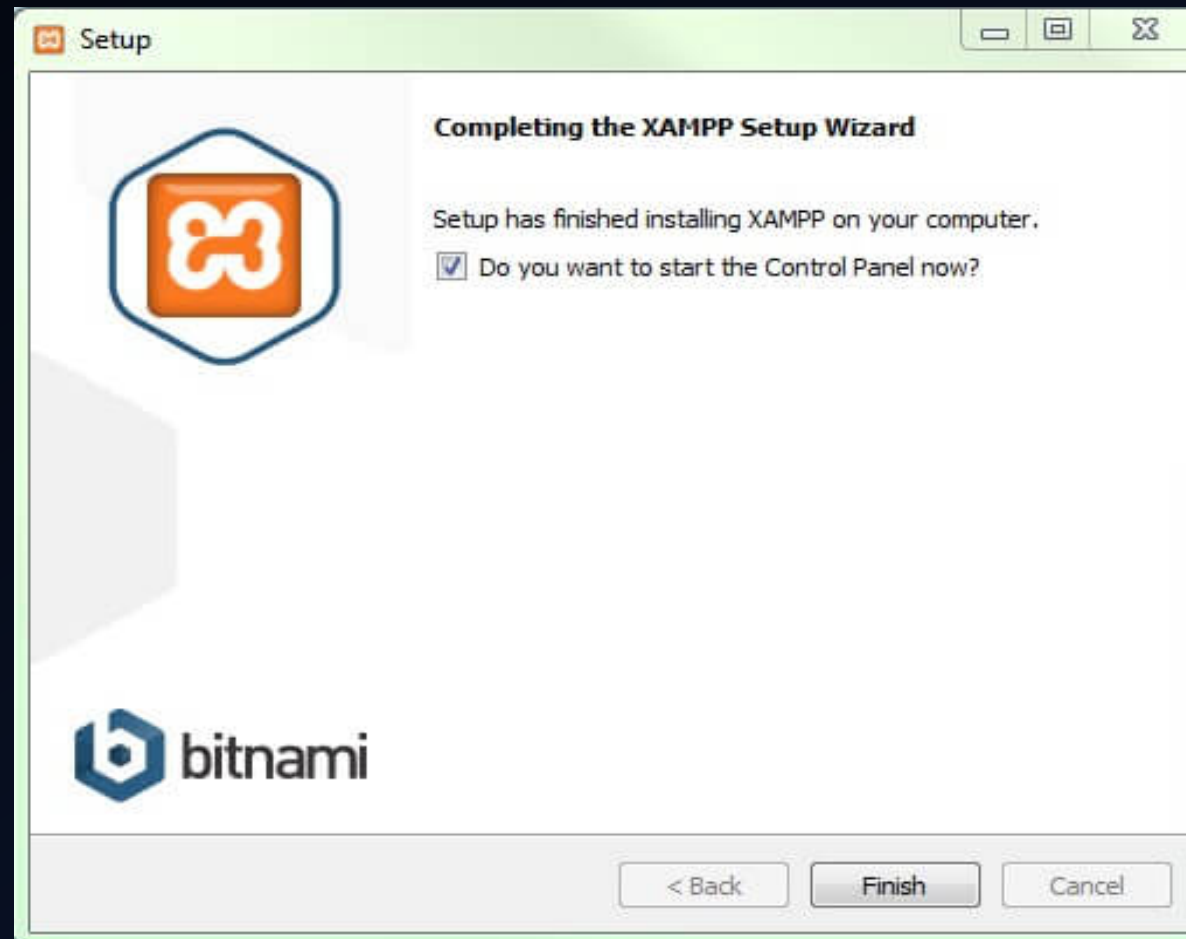 Setup
Completing the XAMPP Setup Wizard
Setup has finished installing XAMPP on your computer.
Do you want to start the Control Panel now?
bitnami
< Back
Finish
Cancel